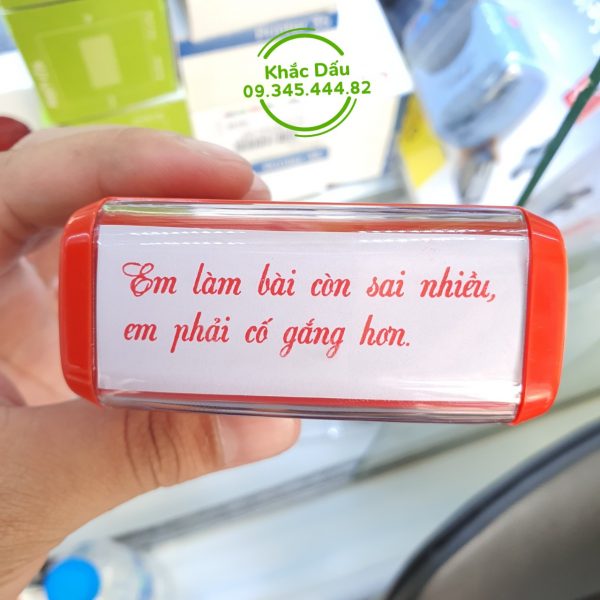 Khắc Dấu
09.345.444.82
Em làm bài còn sai nhiều,
em phải cố gắng hơn.